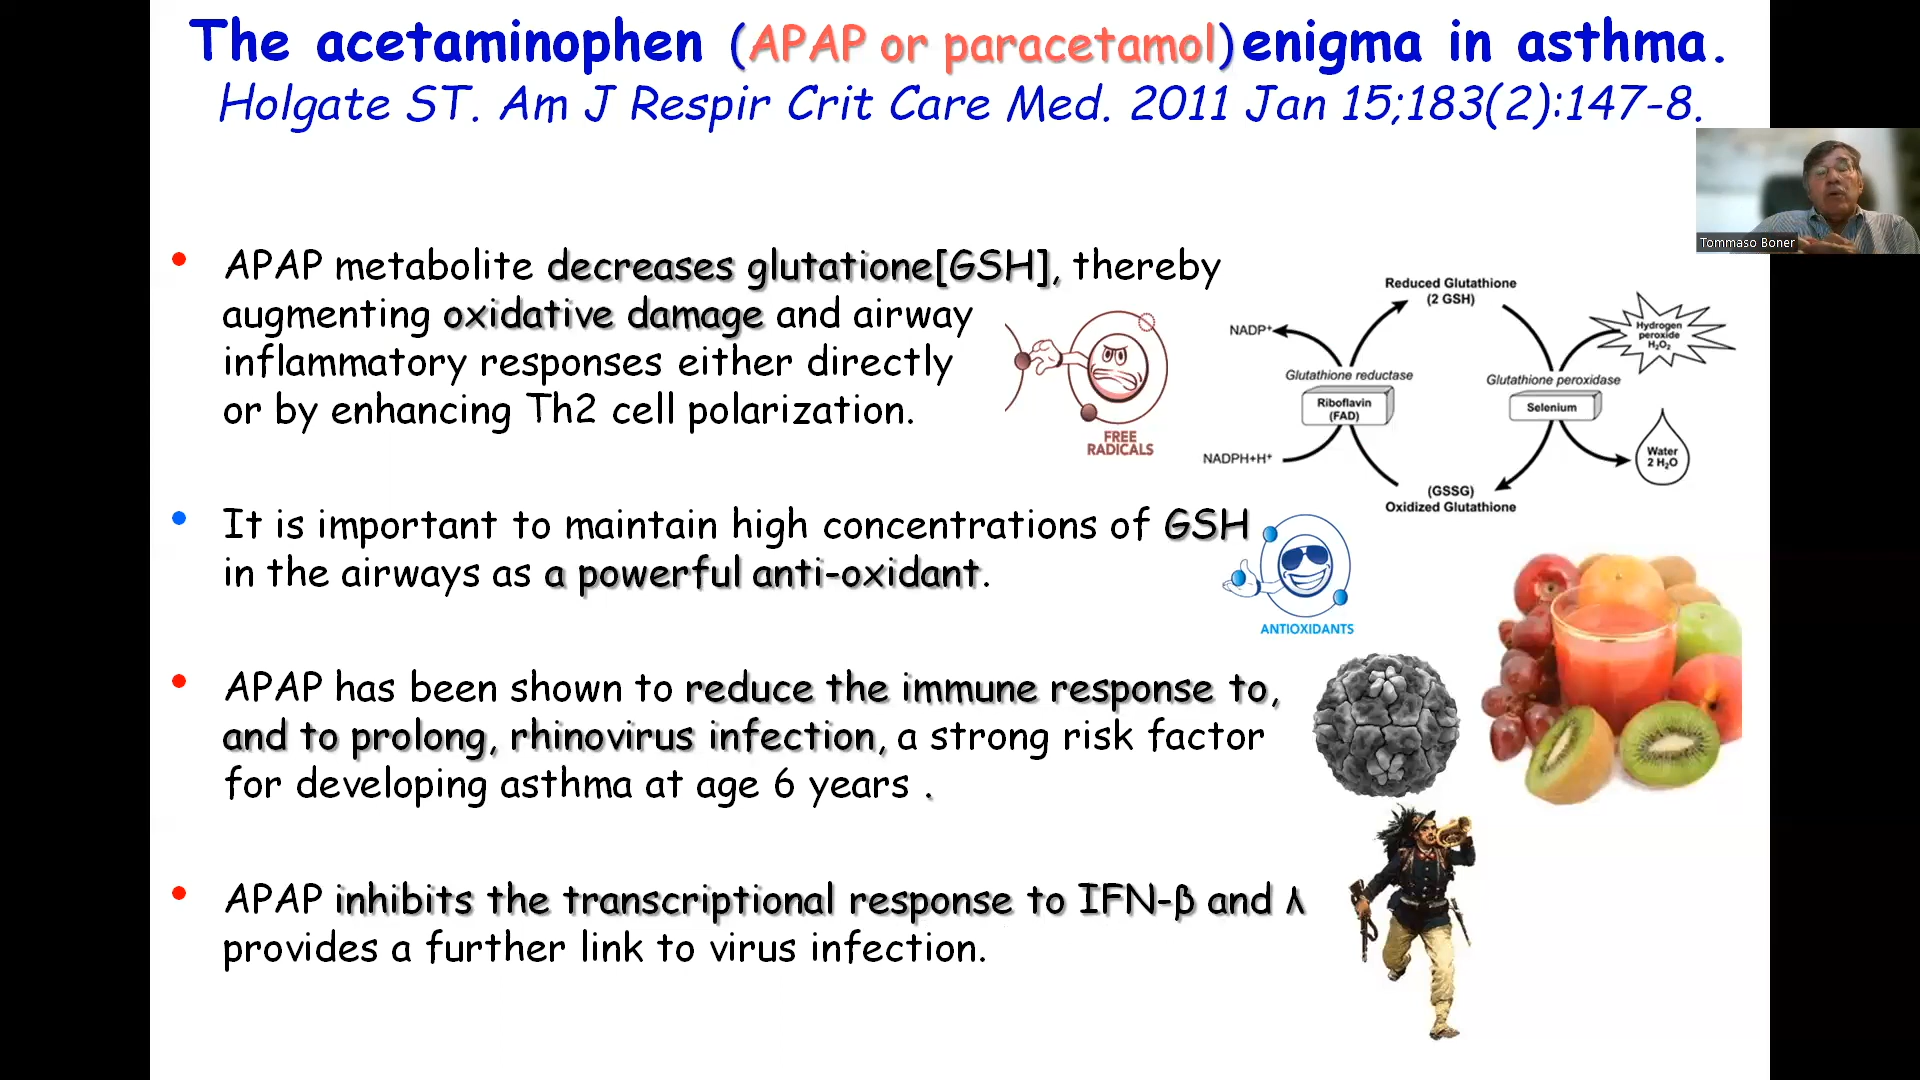 The acetaminophen (APAP or paracetamol) enigma in asthma.
Holgate ST. Am J Respir Crit Care Med. 2011 Jan 15;183(2):147-8.
Tommaso Boner
• APAP metabolite decreases glutatione[GSH], thereby
augmenting oxidative damage and airway
inflammatory responses either directly
or by enhancing Th2 cell polarization.
FREE
RADICALS
Reduced Glutathione
(2 GSH)
NADP⁺
Hydrogen
peroxide
H₂O₂
Glutathione reductase
Glutathione peroxidase
Riboflavin
(FAD)
Selenium
NADPH+H⁺
Water
2 H₂O
(GSSG)
Oxidized Glutathione
• It is important to maintain high concentrations of GSH
in the airways as a powerful anti-oxidant.
ANTIOXIDANTS
• APAP has been shown to reduce the immune response to,
and to prolong, rhinovirus infection, a strong risk factor
for developing asthma at age 6 years .
• APAP inhibits the transcriptional response to IFN-β and λ
provides a further link to virus infection.